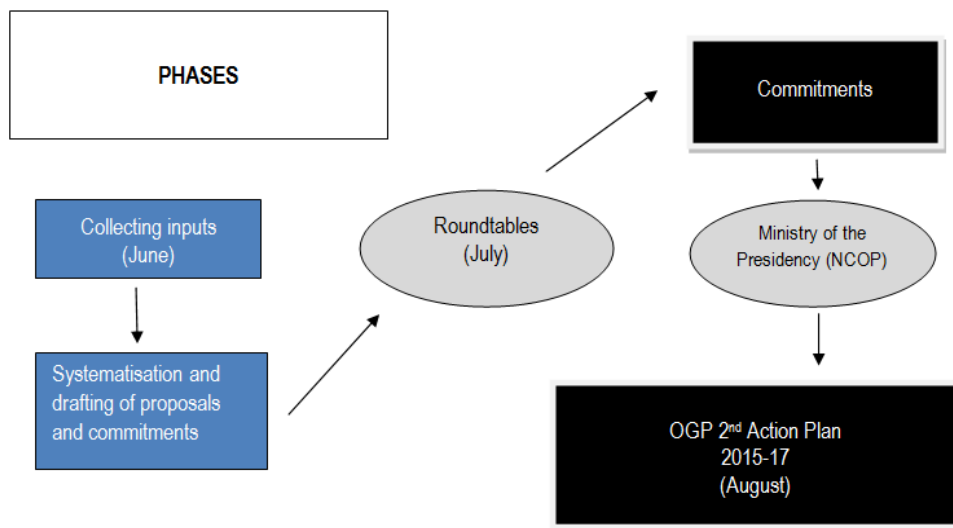 PHASES
Collecting inputs
(June)
Systematisation and
drafting of proposals
and commitments
Roundtables
(July)
Commitments
Ministry of the
Presidency (NCOP)
OGP 2nd Action Plan
2015-17
(August)